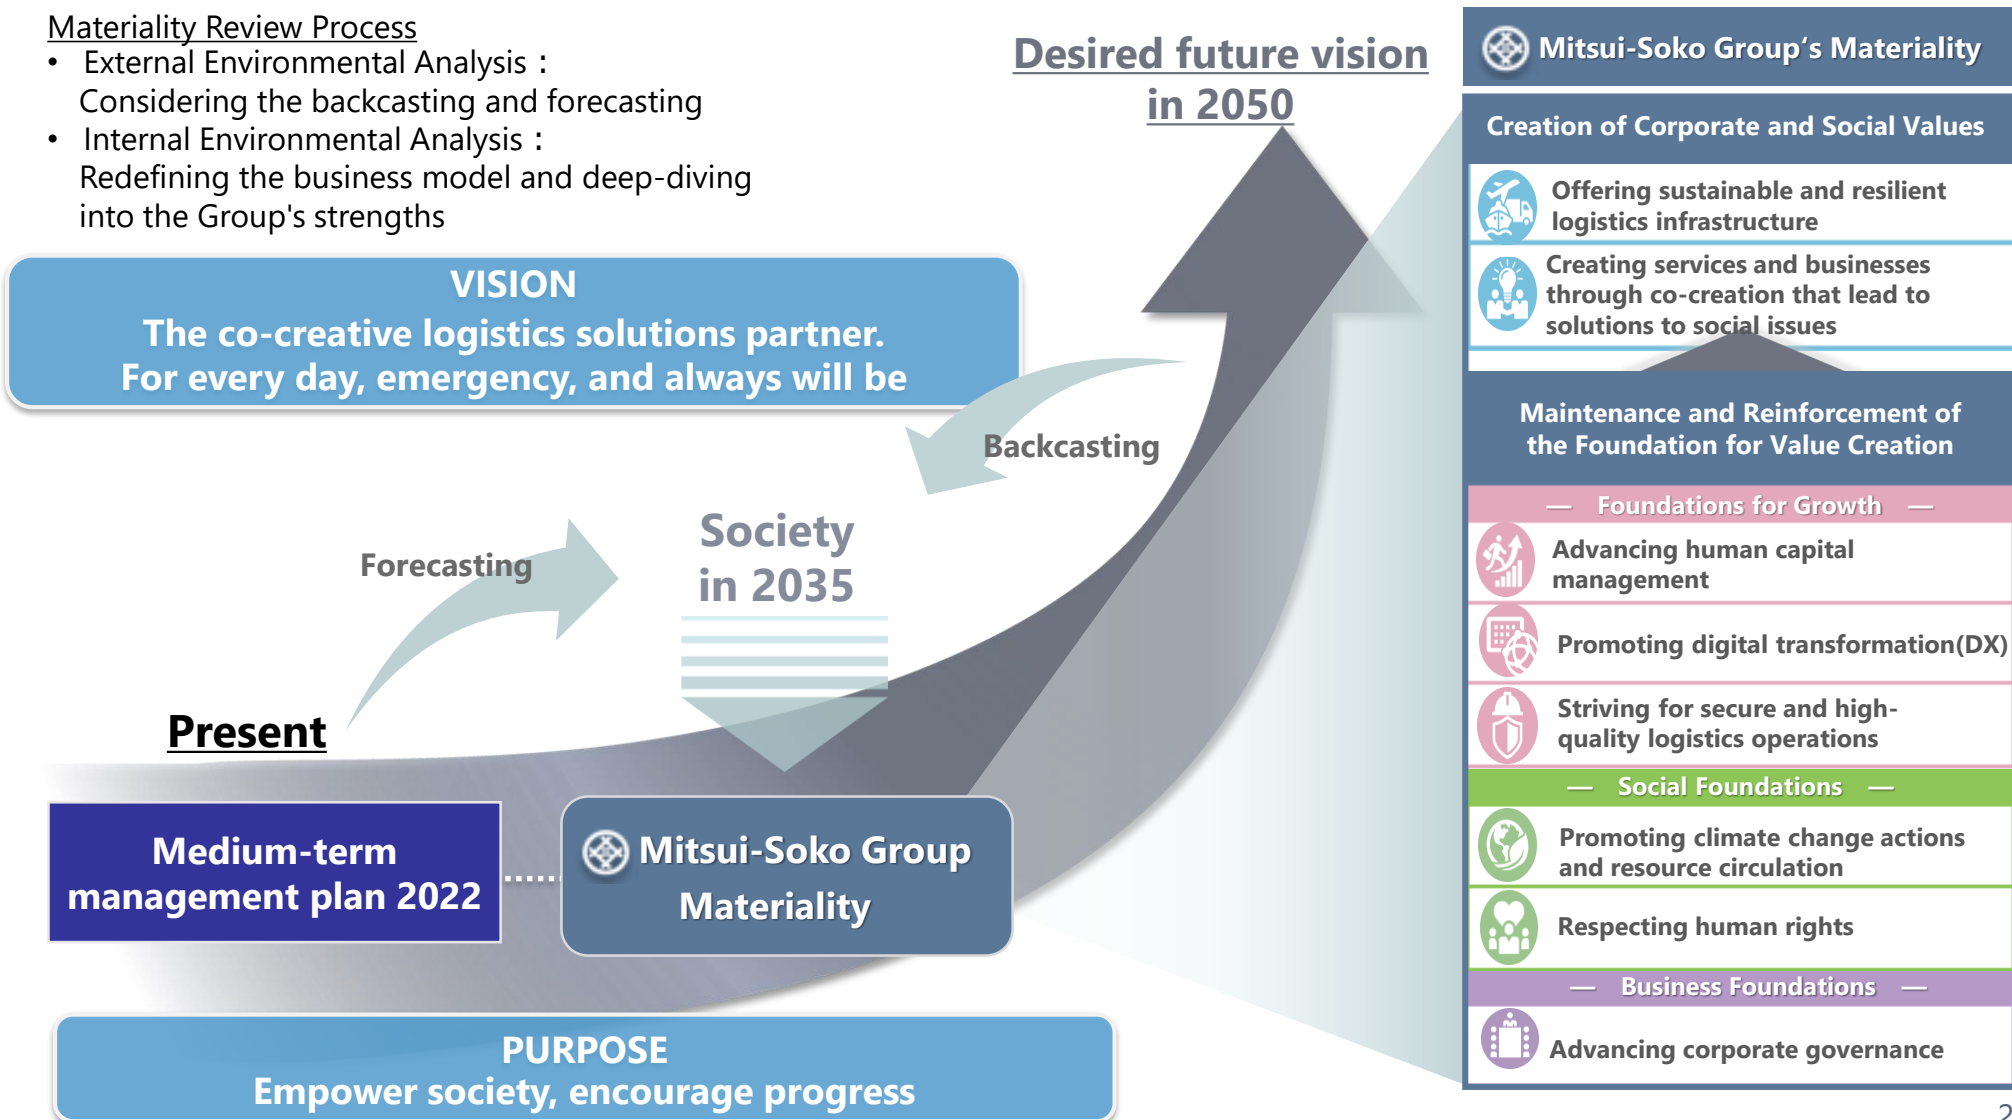 Materiality Review Process
• External Environmental Analysis：
Considering the backcasting and forecasting
• Internal Environmental Analysis：
Redefining the business model and deep-diving
into the Group's strengths
Desired future vision
in 2050
VISION
The co-creative logistics solutions partner.
For every day, emergency, and always will be
Backcasting
Forecasting
Society
in 2035
Present
Medium-term
management plan 2022
Mitsui-Soko Group
Materiality
PURPOSE
Empower society, encourage progress
Mitsui-Soko Group‘s Materiality
Creation of Corporate and Social Values
Offering sustainable and resilient
logistics infrastructure
Creating services and businesses
through co-creation that lead to
solutions to social issues
Maintenance and Reinforcement of
the Foundation for Value Creation
— Foundations for Growth —
Advancing human capital
management
Promoting digital transformation(DX)
Striving for secure and high-
quality logistics operations
— Social Foundations —
Promoting climate change actions
and resource circulation
Respecting human rights
— Business Foundations —
Advancing corporate governance